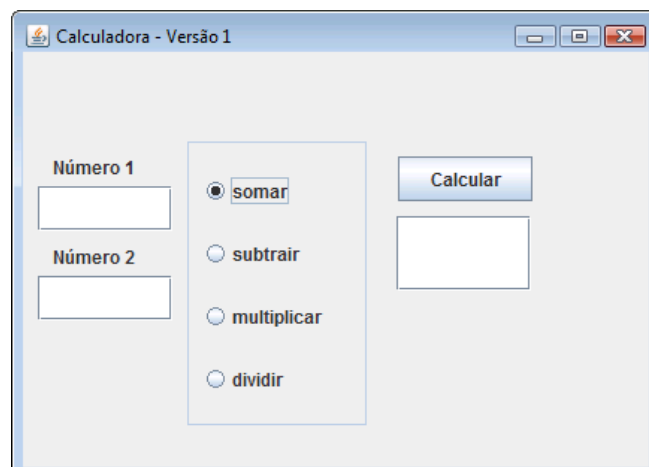 Calculadora - Versão 1
Número 1
Número 2
somar
subtrair
multiplicar
dividir
Calcular